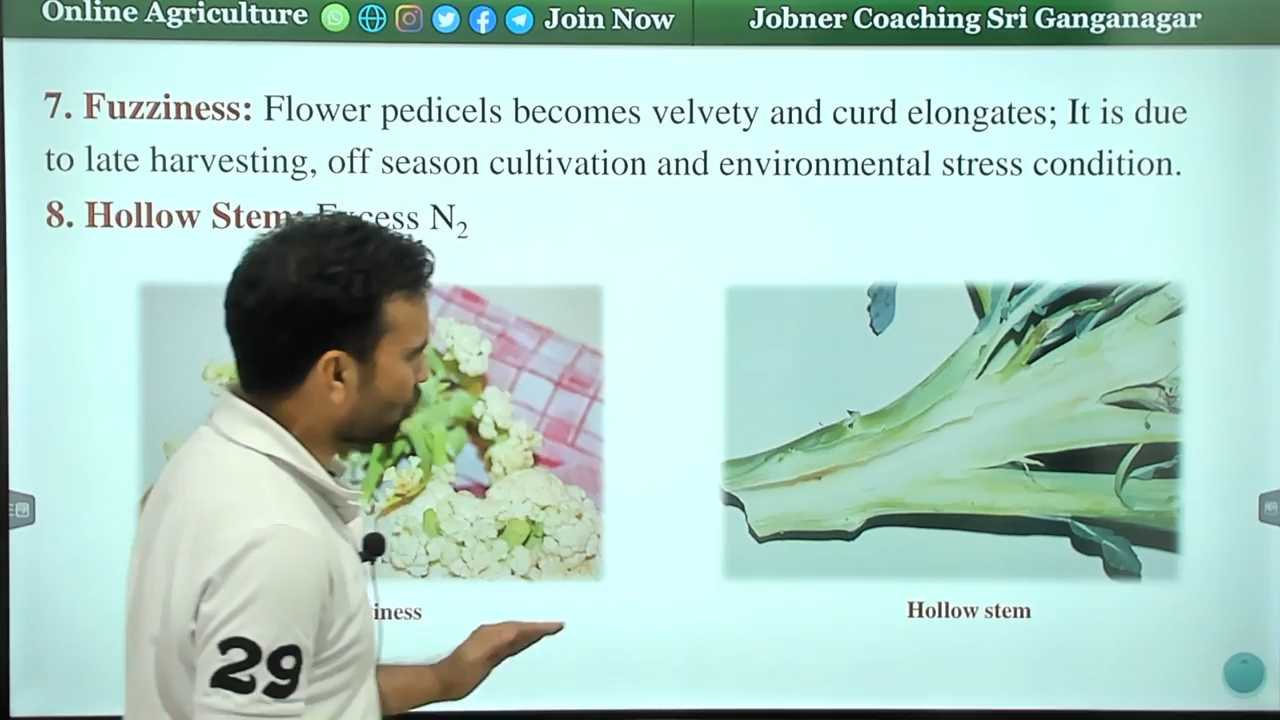 Online Agriculture Join Now Jobner Coaching Sri Ganganagar
7. Fuzziness: Flower pedicels becomes velvety and curd elongates; It is due
to late harvesting, off season cultivation and environmental stress condition.
8. Hollow Stem: Excess N₂
iness Hollow stem
29